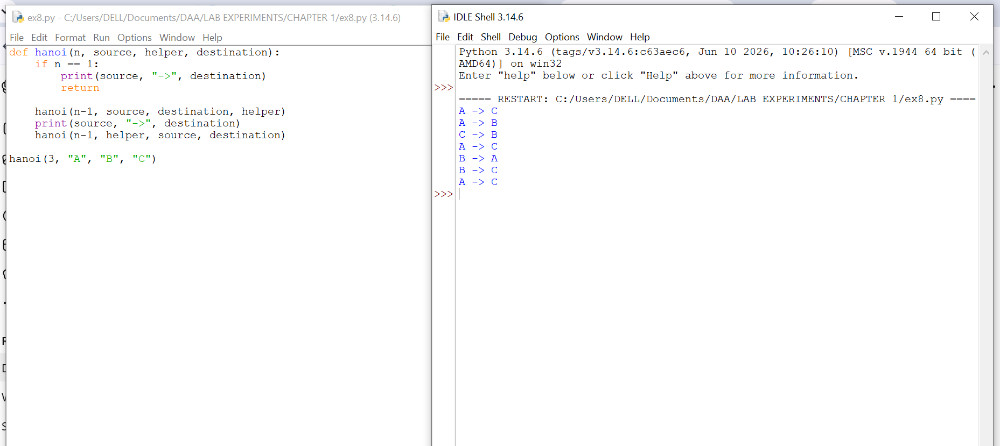 ex8.py - C:/Users/DELL/Documents/DAA/LAB EXPERIMENTS/CHAPTER 1/ex8.py (3.14.6)
File Edit Format Run Options Window Help
def hanoi(n, source, helper, destination):
    if n == 1:
        print(source, "->", destination)
        return
    hanoi(n-1, source, destination, helper)
    print(source, "->", destination)
    hanoi(n-1, helper, source, destination)
hanoi(3, "A", "B", "C")
IDLE Shell 3.14.6
File Edit Shell Debug Options Window Help
Python 3.14.6 (tags/v3.14.6:c63aec6, Jun 10 2026, 10:26:10) [MSC v.1944 64 bit (
AMD64)] on win32
Enter "help" below or click "Help" above for more information.
>>>
===== RESTART: C:/Users/DELL/Documents/DAA/LAB EXPERIMENTS/CHAPTER 1/ex8.py ====
A -> C
A -> B
C -> B
A -> C
B -> A
B -> C
A -> C
>>>